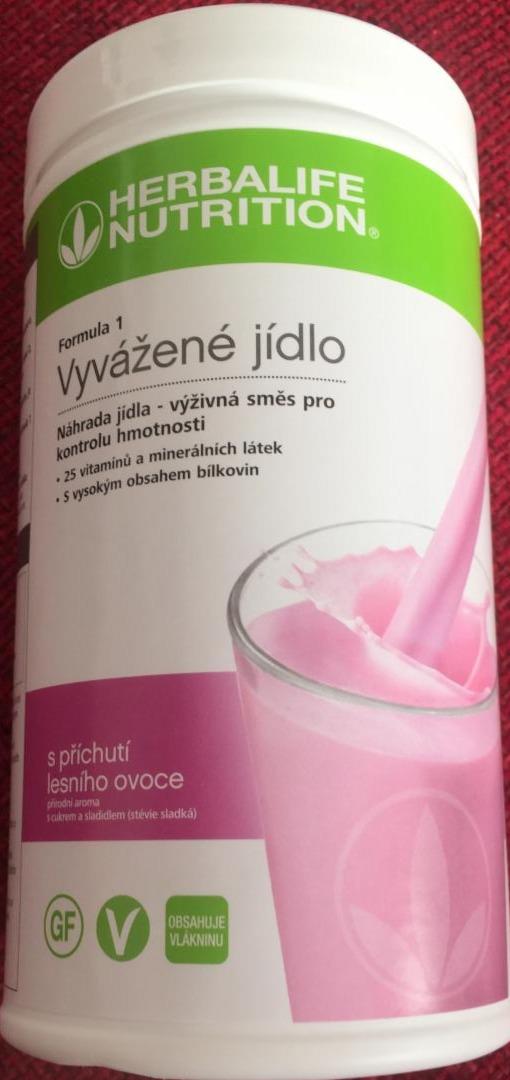 HERBALIFE
NUTRITION®
Formula 1
Vyvážené jídlo
Náhrada jídla - výživná směs pro
kontrolu hmotnosti
• 25 vitamínů a minerálních látek
• S vysokým obsahem bílkovin
s příchutí
lesního ovoce
přírodní aroma
s cukrem a sladidlem (stévie sladká)
GF
V
OBSAHUJE
VLÁKNINU